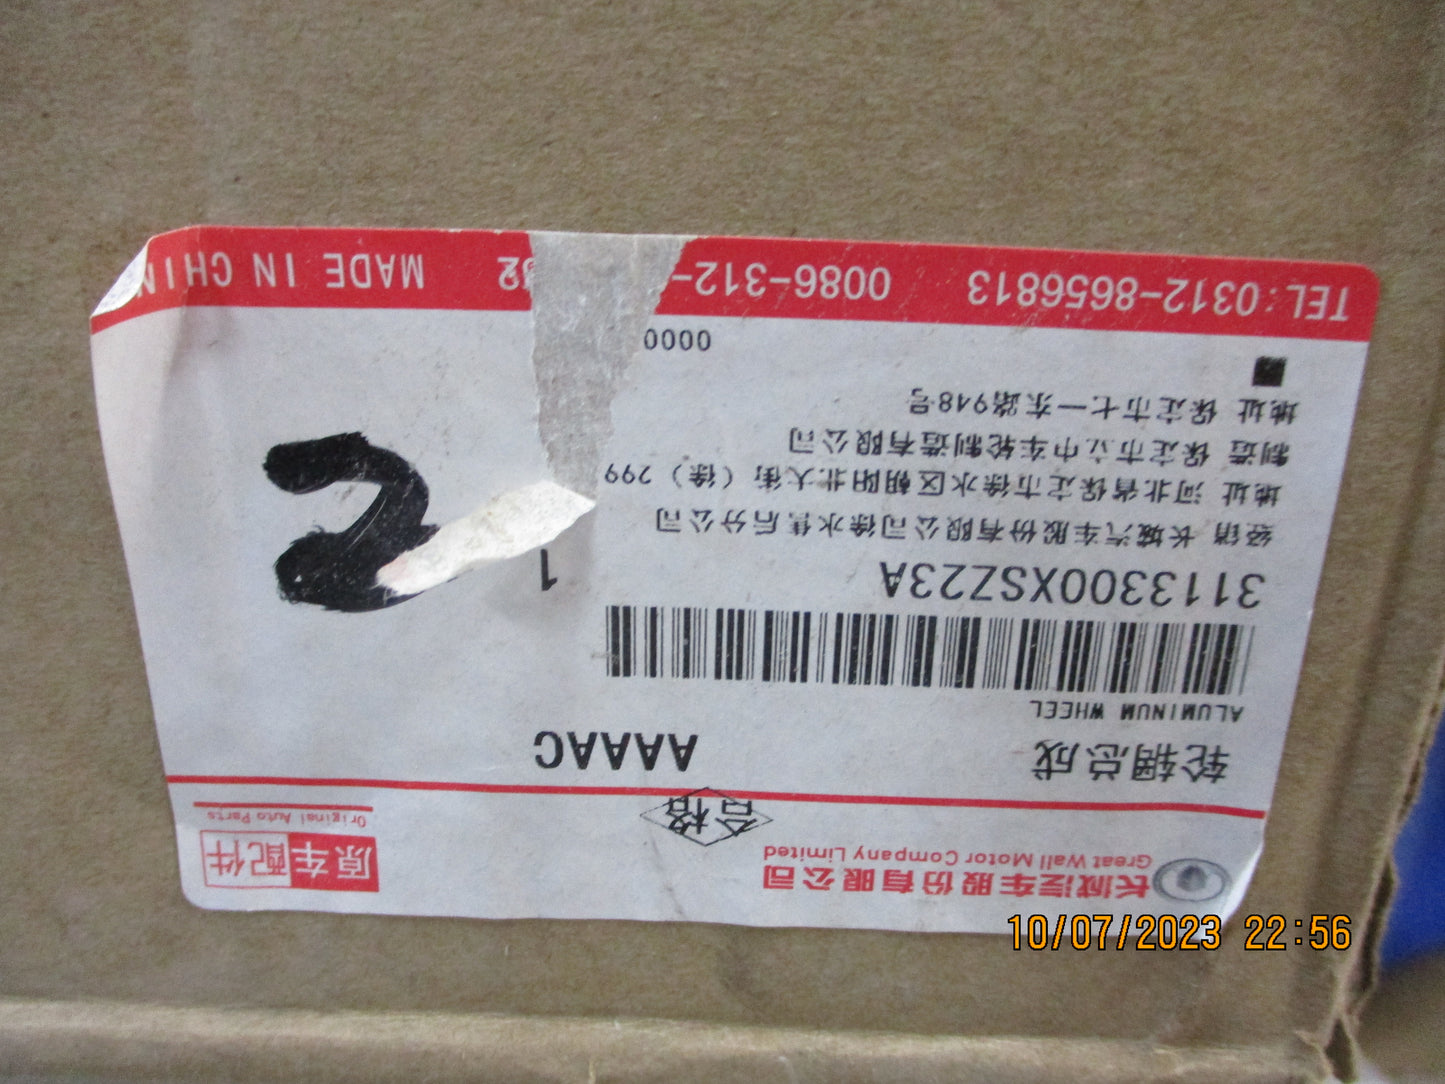 长城汽车股份有限公司
Great Wall Motor Company Limited
合格
原车配件
Original Auto Parts
轮辋总成
AAAAC
ALUMINUM WHEEL
3113300XSZ23A
1
经销 长城汽车股份有限公司徐水售后分公司
地址 河北省保定市徐水区朝阳北大街（徐）299
制造 保定市立中车轮制造有限公司
地址 保定市七一东路948号
0000
TEL:0312-8656813 0086-312- MADE IN CHIN
2
10/07/2023 22:56